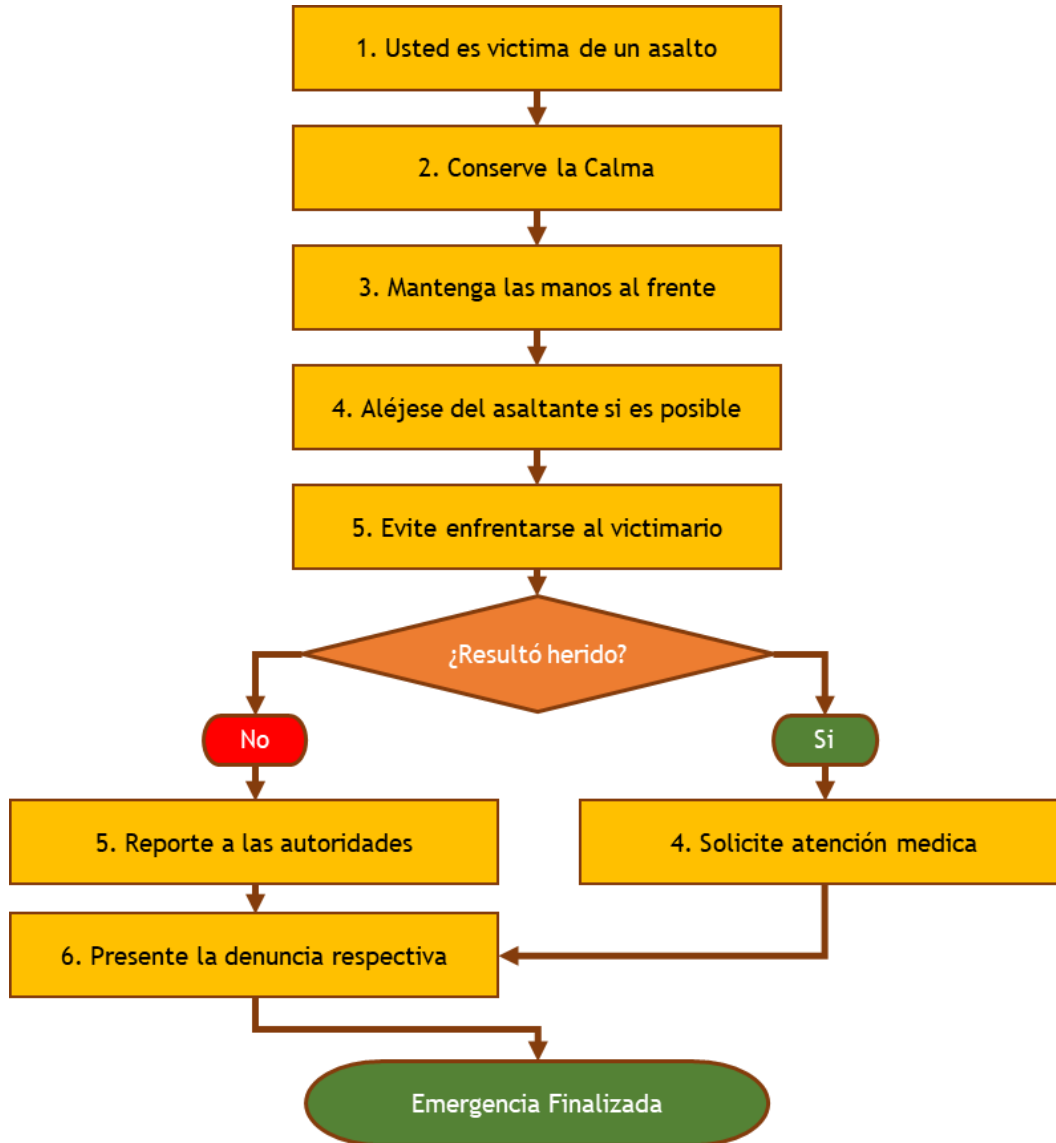 1. Usted es victima de un asalto
2. Conserve la Calma
3. Mantenga las manos al frente
4. Aléjese del asaltante si es posible
5. Evite enfrentarse al victimario
¿Resultó herido?
No
Si
5. Reporte a las autoridades
4. Solicite atención medica
6. Presente la denuncia respectiva
Emergencia Finalizada